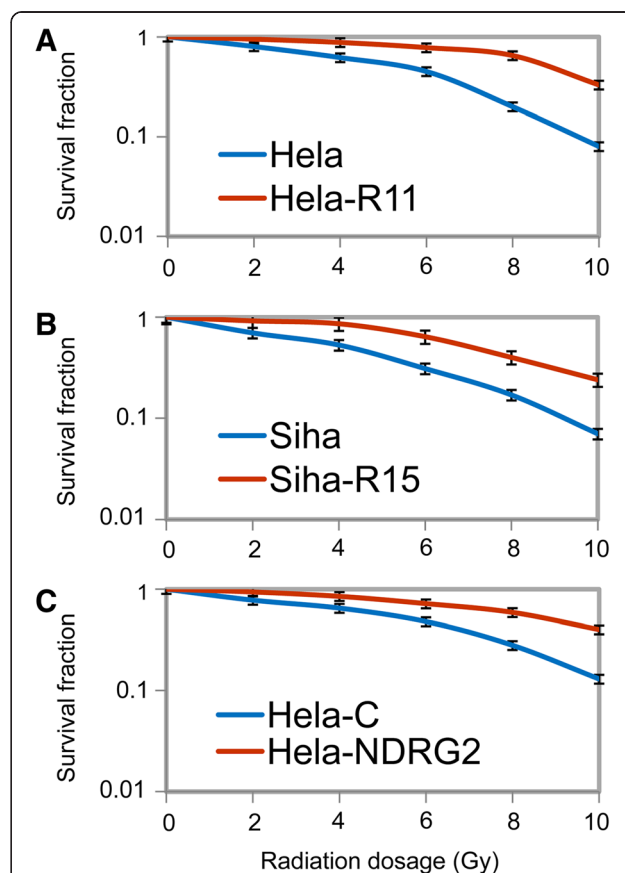 A
Survival fraction
1
0.1
0.01
Hela
Hela-R11
0 2 4 6 8 10
B
Survival fraction
1
0.1
0.01
Siha
Siha-R15
0 2 4 6 8 10
C
Survival fraction
1
0.1
0.01
Hela-C
Hela-NDRG2
0 2 4 6 8 10
Radiation dosage (Gy)